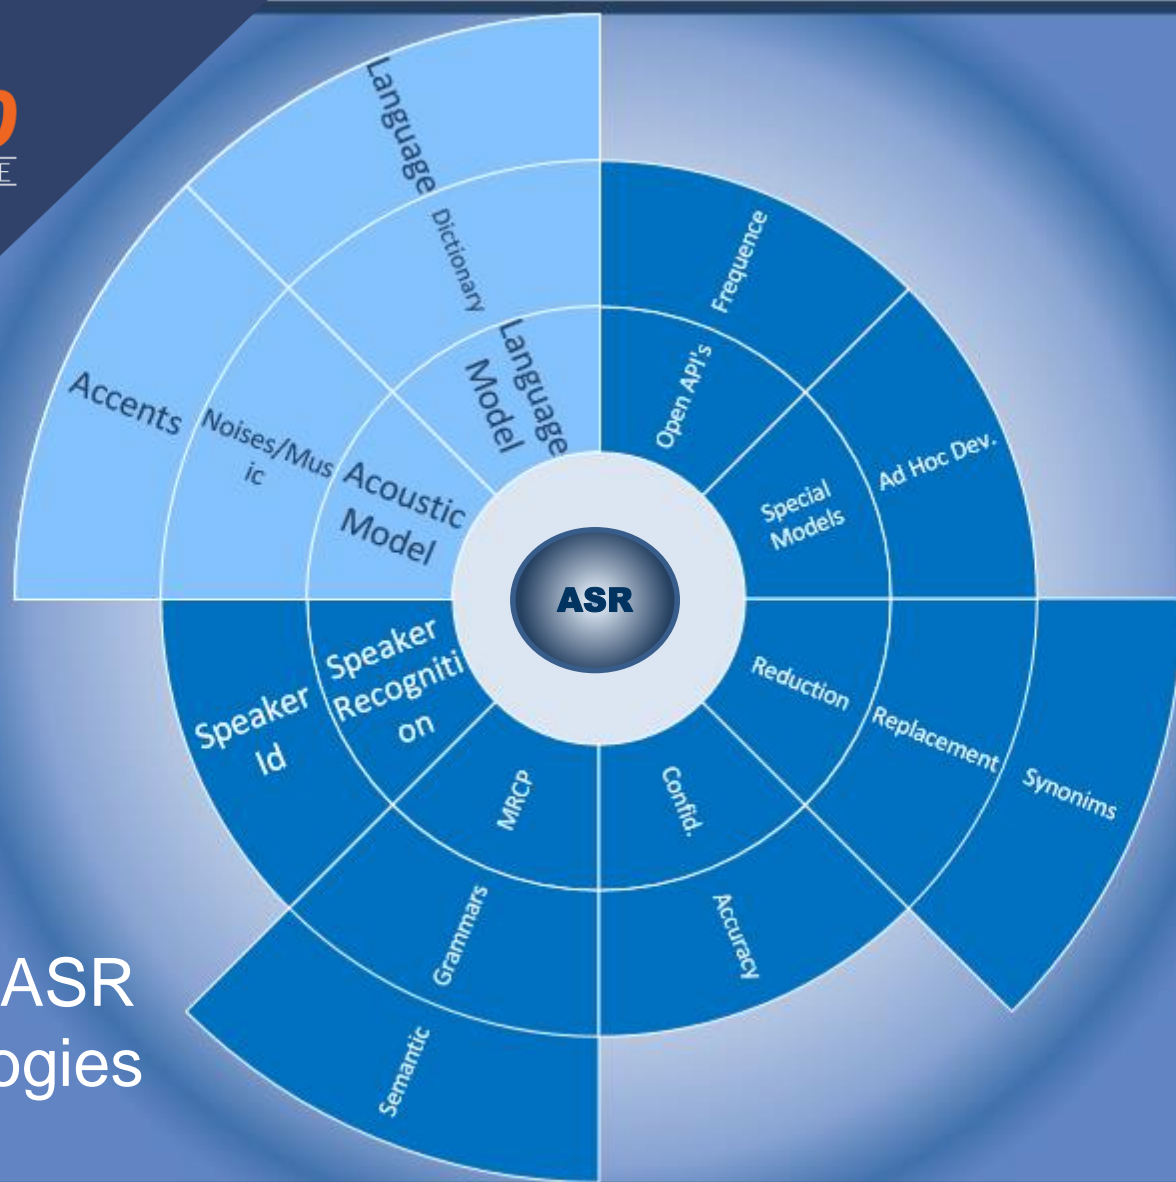 E
Language
Dictionary
Language
Model
Frequence
Open API's
Accents
Noises/Mus
ic
Acoustic
Model
Special
Models
Ad Hoc Dev.
ASR
Speaker
Recogniti
on
Speaker
Id
Reduction
Replacement
Synonims
MRCP
Confid.
Grammars
Accuracy
Semantic
ASR
ogies